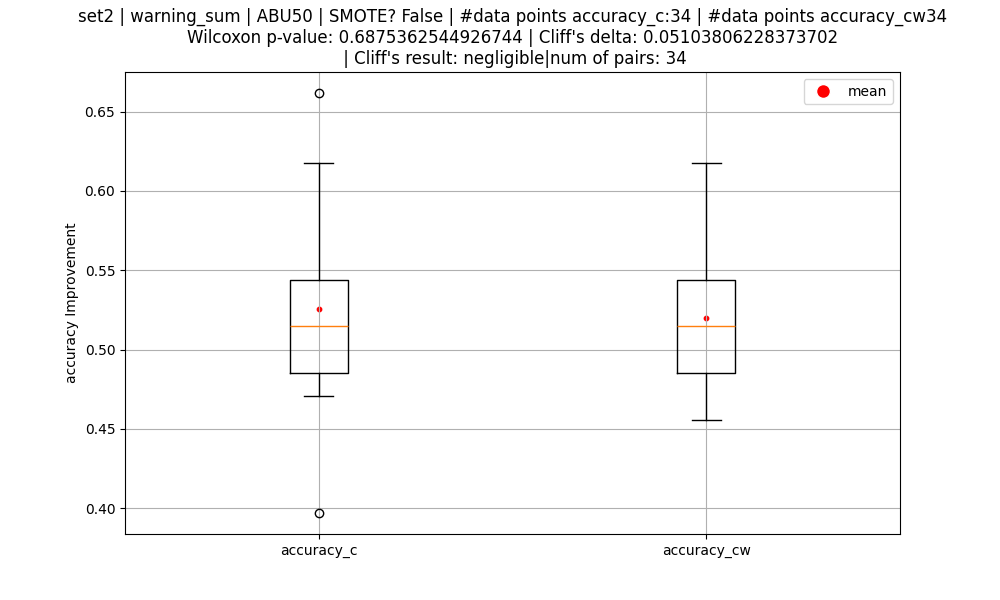 set2 | warning_sum | ABU50 | SMOTE? False | #data points accuracy_c:34 | #data points accuracy_cw34
Wilcoxon p-value: 0.6875362544926744 | Cliff's delta: 0.05103806228373702
| Cliff's result: negligible|num of pairs: 34
mean
0.65
0.60
0.55
0.50
0.45
0.40
accuracy Improvement
accuracy_c
accuracy_cw